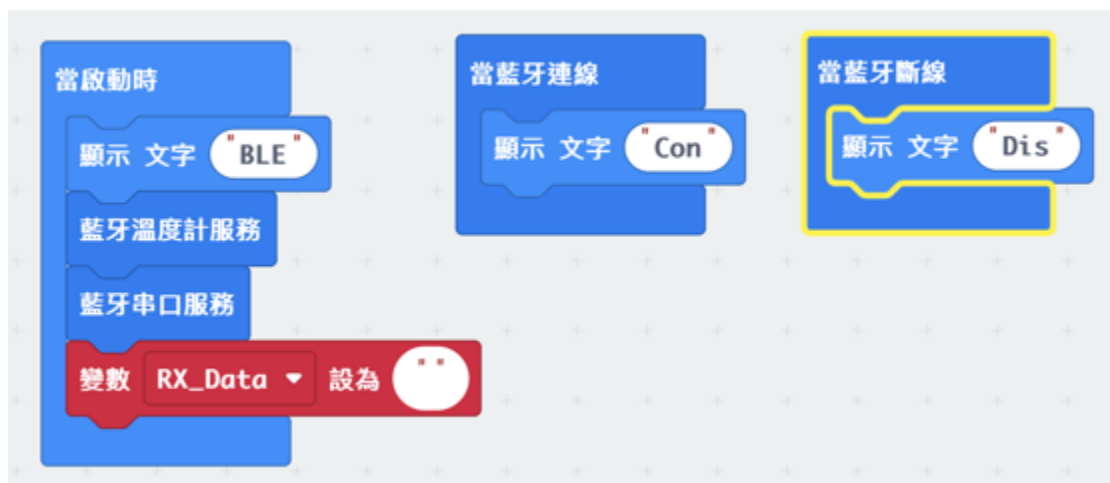 當啟動時
顯示 文字 "BLE"
藍牙溫度計服務
藍牙串口服務
變數 RX_Data 設為 " "
當藍牙連線
顯示 文字 "Con"
當藍牙斷線
顯示 文字 "Dis"